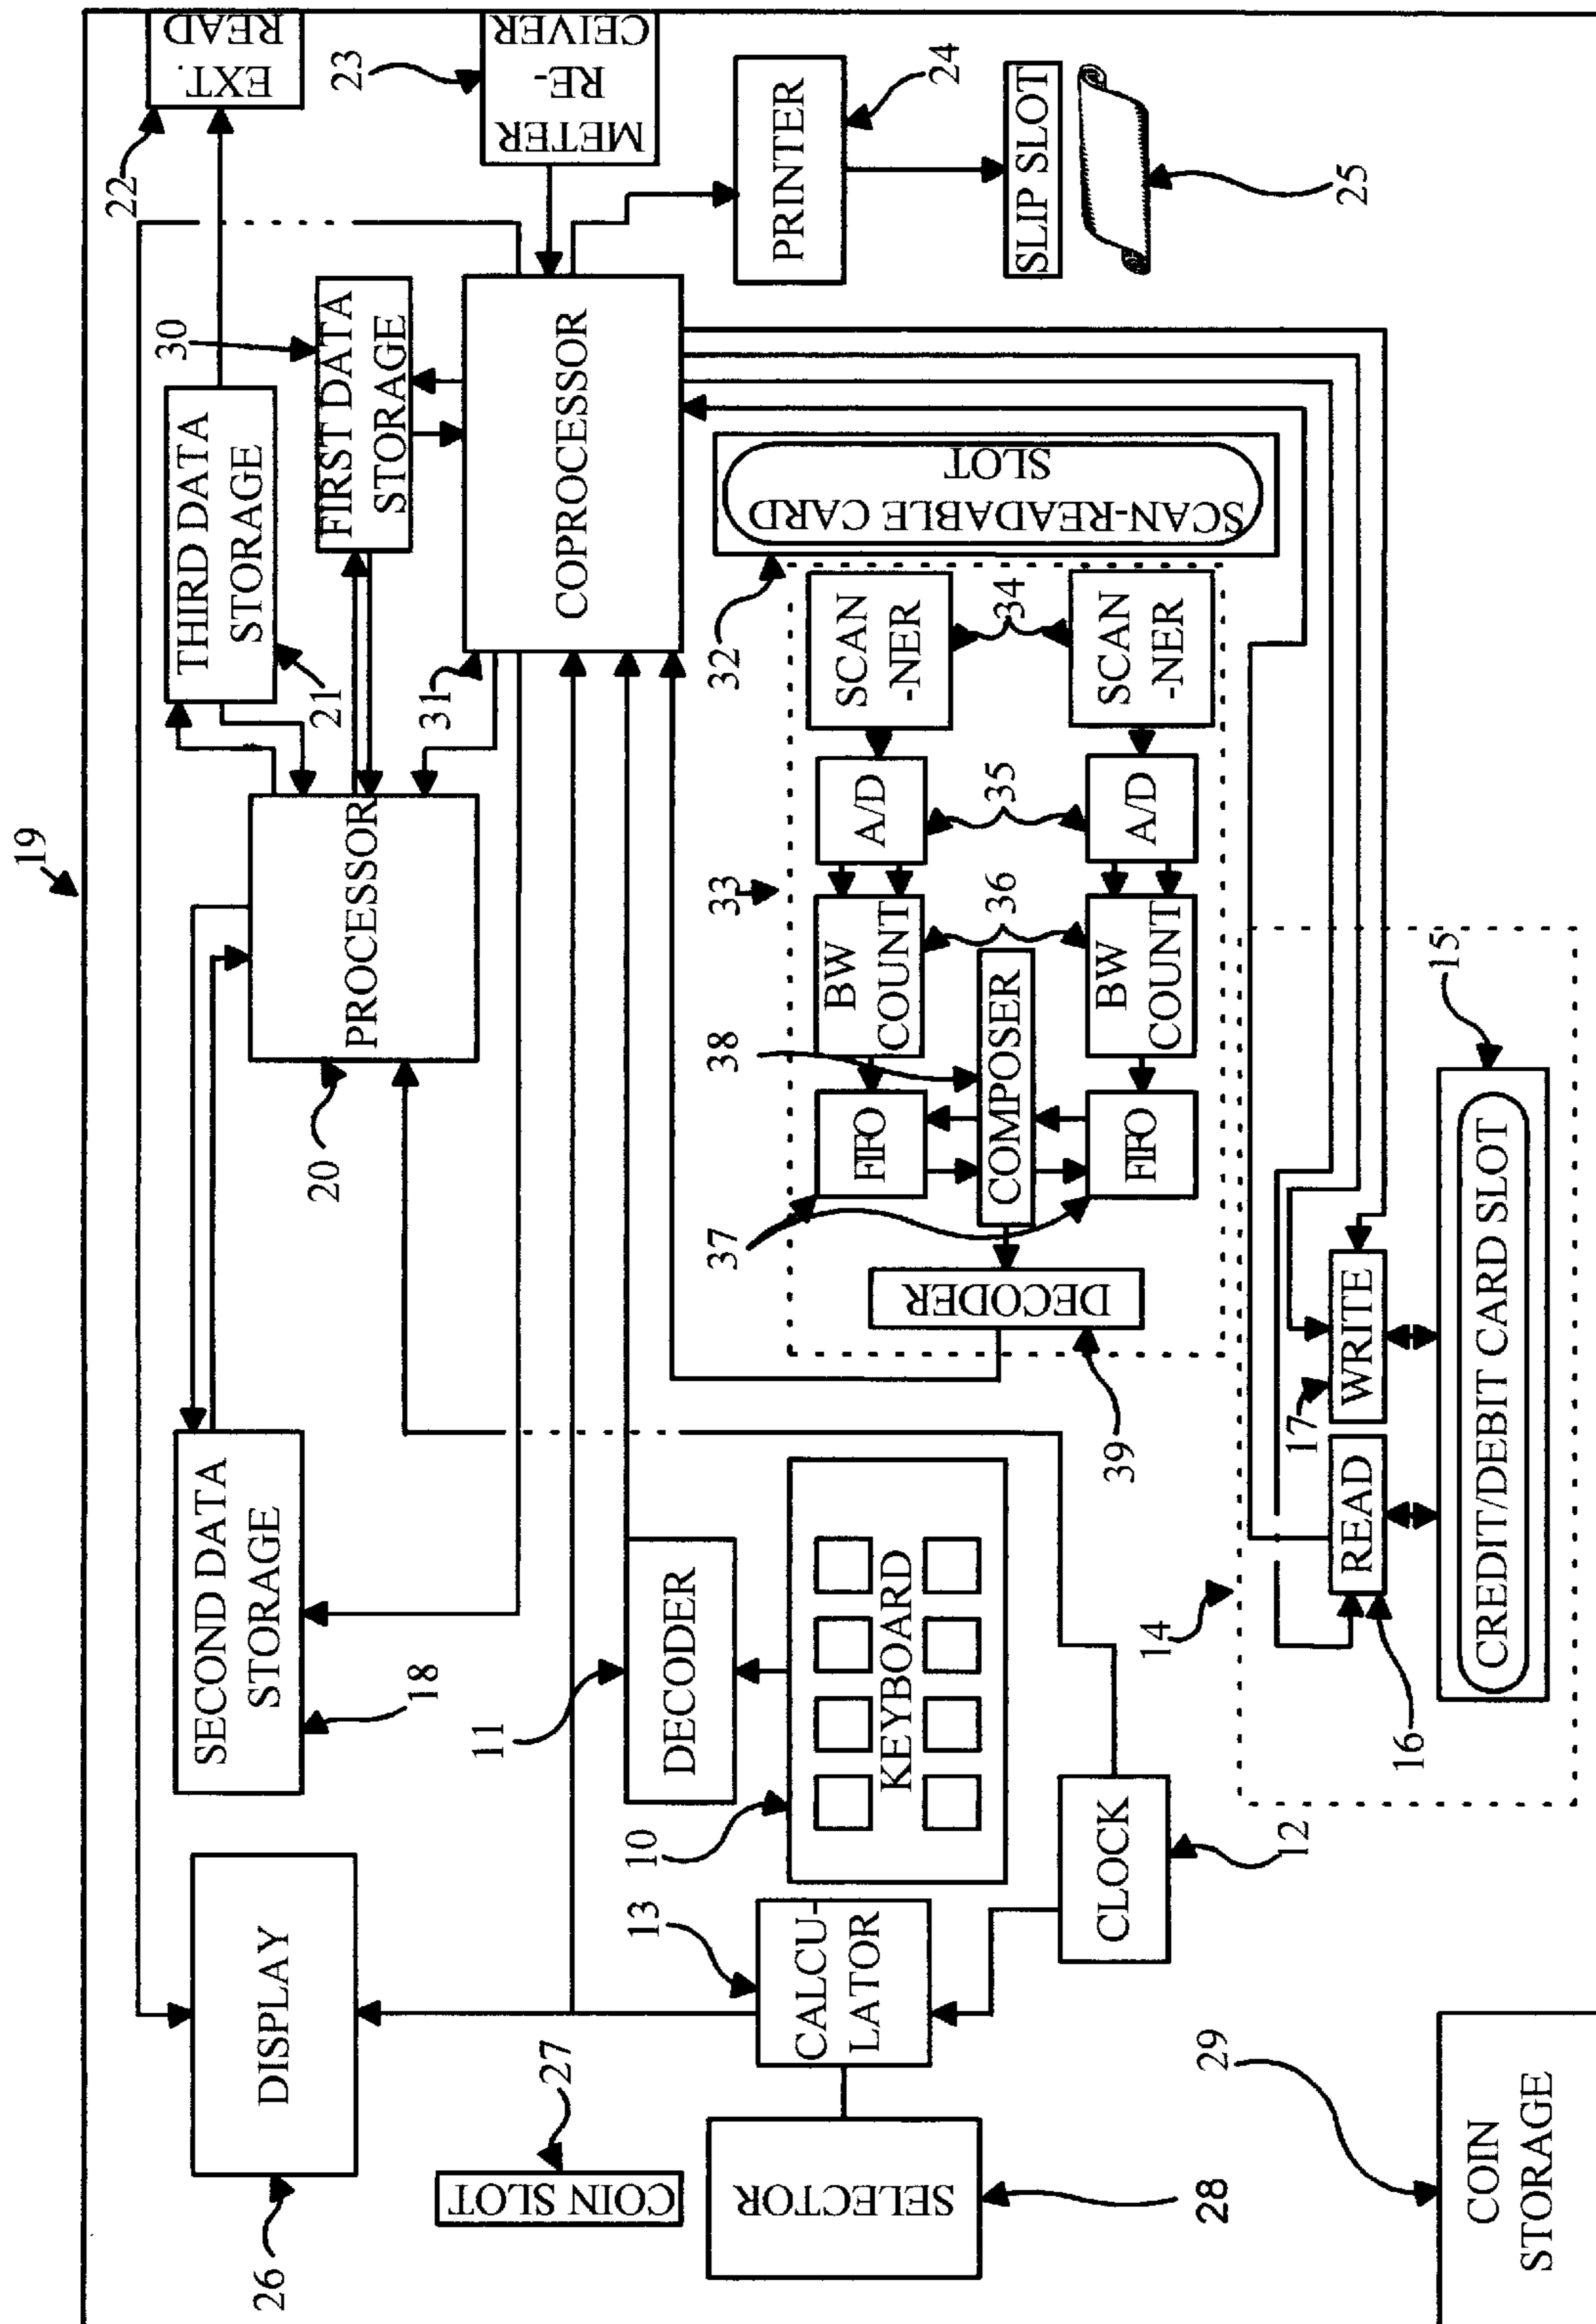 19
26
DISPLAY
SECOND DATA
STORAGE
18
20
PROCESSOR
THIRD DATA
STORAGE
21
30
FIRST DATA
STORAGE
22
EXT.
READ
23
METER
RE-
CEIVER
27
COIN SLOT
31
COPROCESSOR
24
PRINTER
SLIP SLOT
25
28
SELECTOR
13
CALCU-
LATOR
11
DECODER
10
KEYBOARD
12
CLOCK
39
DECODER
33
37
FIFO
FIFO
38
COMPOSER
36
BW
COUNT
BW
COUNT
35
A/D
A/D
34
SCAN
-NER
SCAN
-NER
32
SCAN-READABLE CARD
SLOT
29
COIN
STORAGE
14
16
READ
17
WRITE
15
CREDIT/DEBIT CARD SLOT